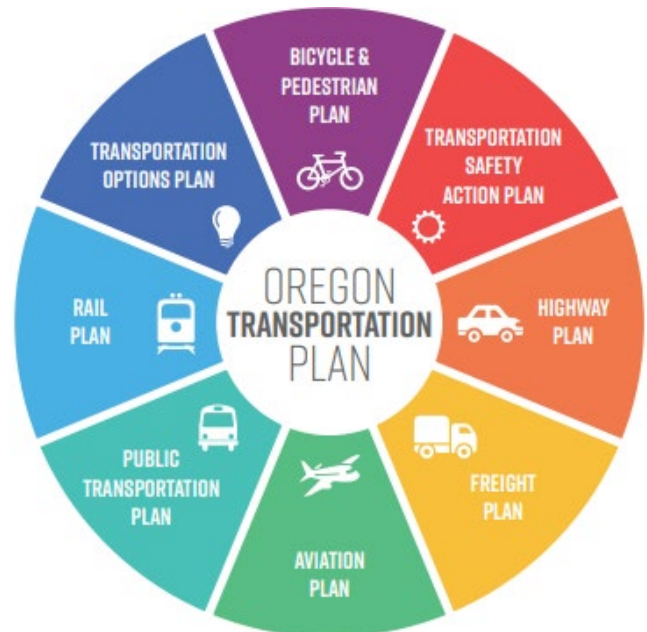 BICYCLE &
PEDESTRIAN
PLAN
TRANSPORTATION
SAFETY
ACTION PLAN
HIGHWAY
PLAN
FREIGHT
PLAN
AVIATION
PLAN
PUBLIC
TRANSPORTATION
PLAN
RAIL
PLAN
TRANSPORTATION
OPTIONS PLAN
OREGON
TRANSPORTATION
PLAN